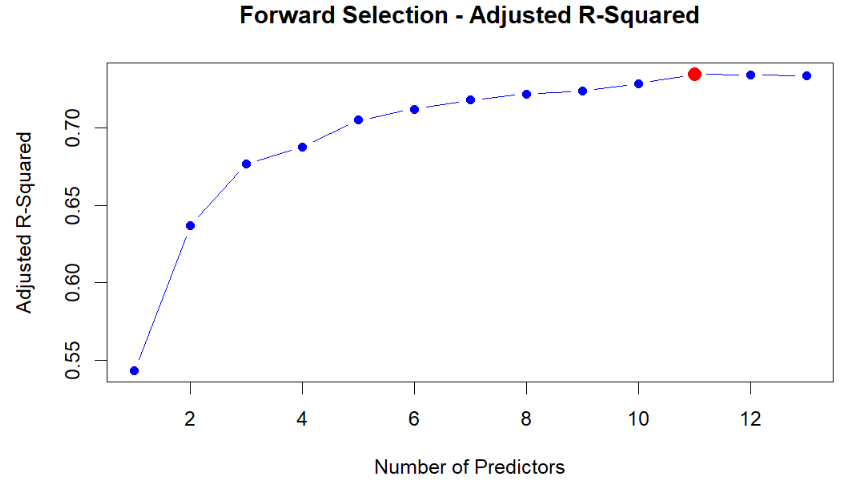 Forward Selection - Adjusted R-Squared
0.70
0.65
0.60
0.55
Adjusted R-Squared
2 4 6 8 10 12
Number of Predictors